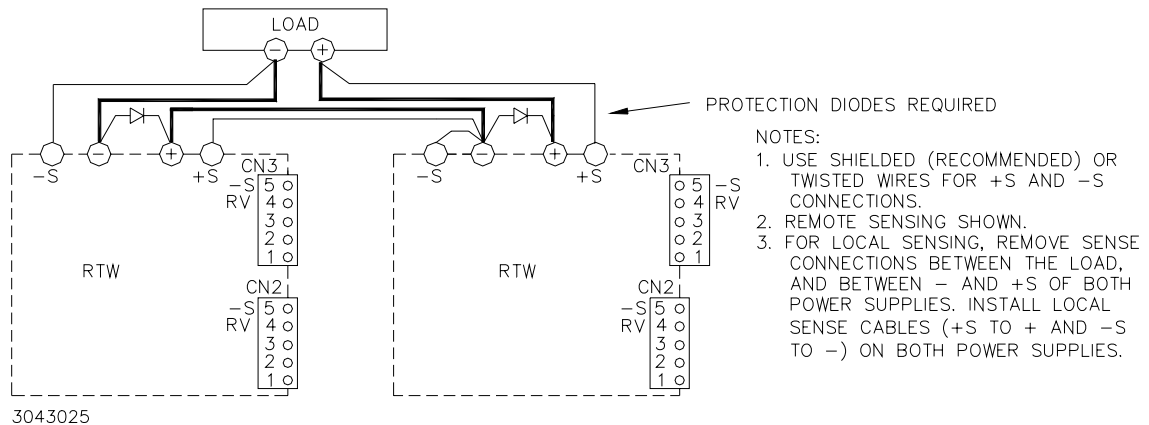 LOAD
− +
PROTECTION DIODES REQUIRED
− + − +
−S +S −S +S
NOTES:
1. USE SHIELDED (RECOMMENDED) OR
TWISTED WIRES FOR +S AND −S
CONNECTIONS.
2. REMOTE SENSING SHOWN.
3. FOR LOCAL SENSING, REMOVE SENSE
CONNECTIONS BETWEEN THE LOAD,
AND BETWEEN − AND +S OF BOTH
POWER SUPPLIES. INSTALL LOCAL
SENSE CABLES (+S TO + AND −S
TO −) ON BOTH POWER SUPPLIES.
CN3
−S 5
RV 4
3
2
1
RTW
CN2
−S 5
RV 4
3
2
1
CN3
5 −S
4 RV
3
2
1
RTW
CN2
−S 5
RV 4
3
2
1
3043025